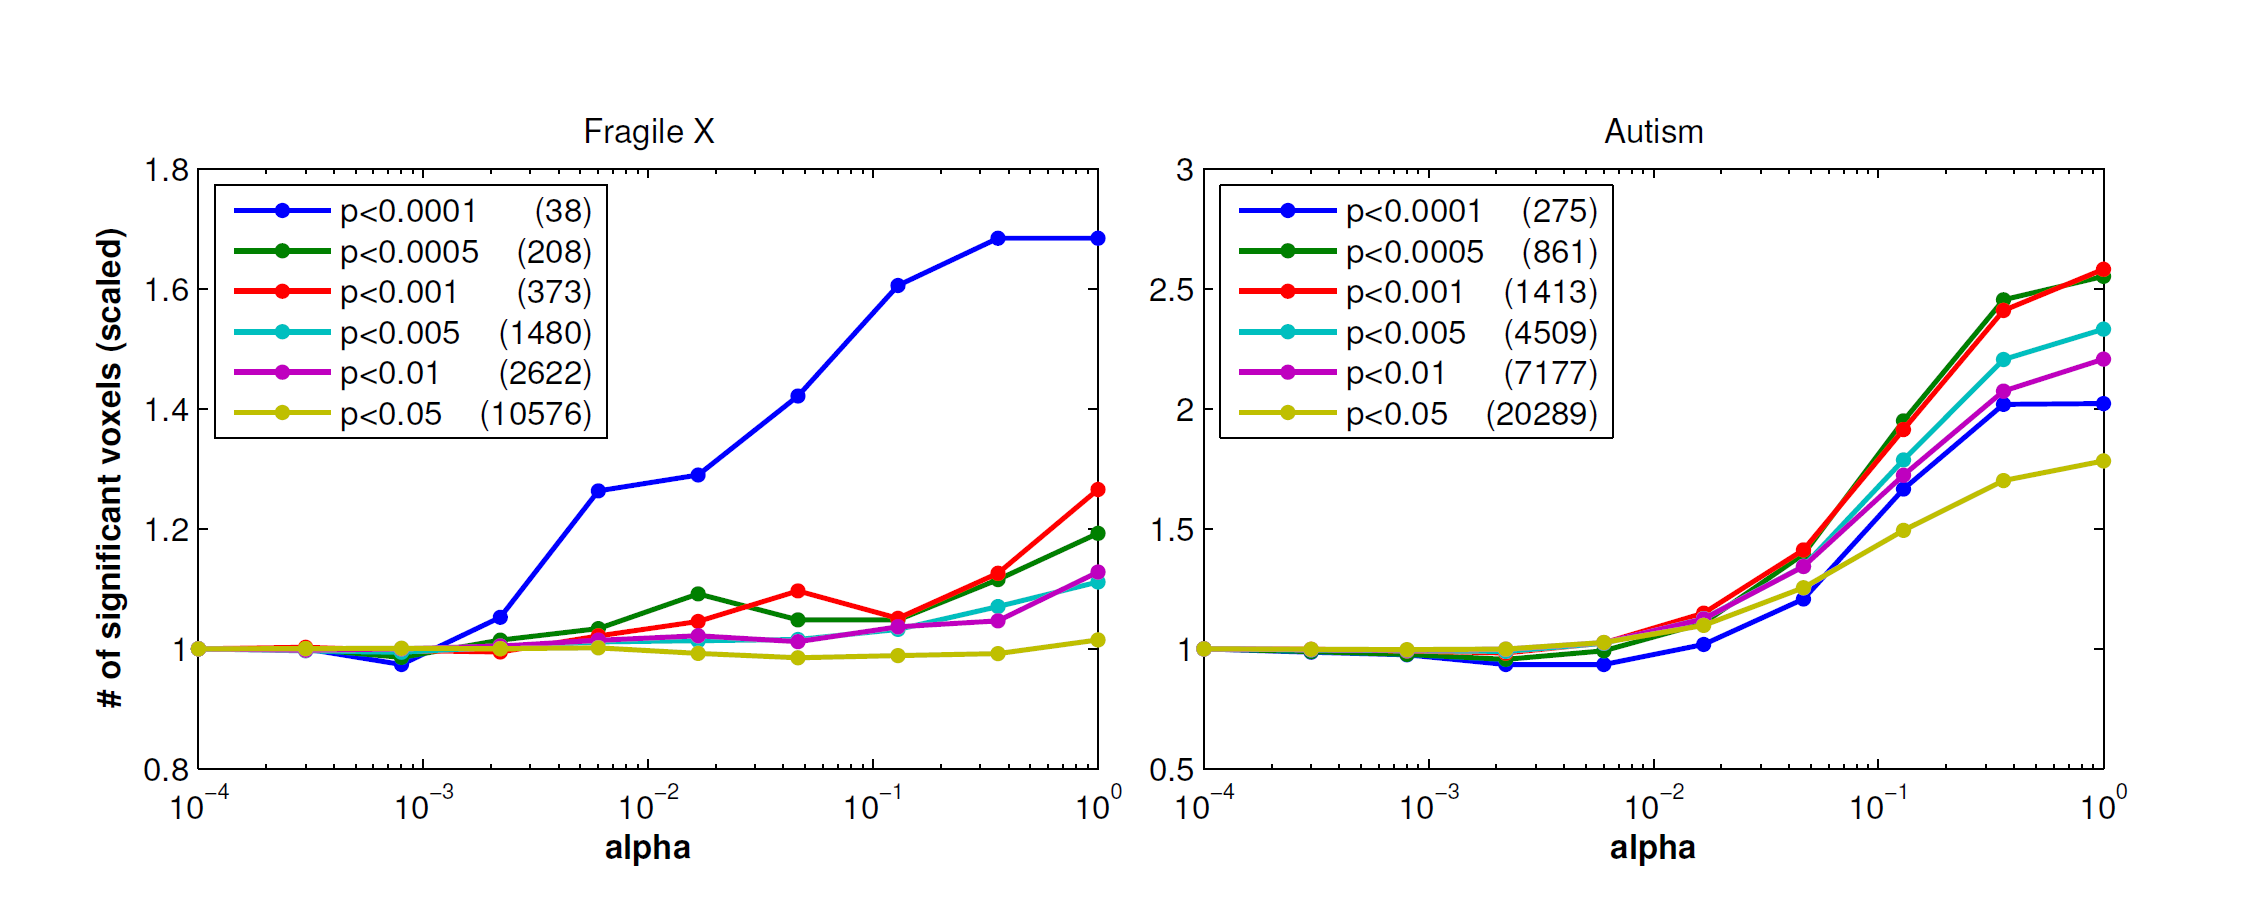 Fragile X
# of significant voxels (scaled)
1.8
1.6
1.4
1.2
1
0.8
p<0.0001 (38)
p<0.0005 (208)
p<0.001 (373)
p<0.005 (1480)
p<0.01 (2622)
p<0.05 (10576)
10⁻⁴ 10⁻³ 10⁻² 10⁻¹ 10⁰
alpha
Autism
3
2.5
2
1.5
1
0.5
p<0.0001 (275)
p<0.0005 (861)
p<0.001 (1413)
p<0.005 (4509)
p<0.01 (7177)
p<0.05 (20289)
10⁻⁴ 10⁻³ 10⁻² 10⁻¹ 10⁰
alpha